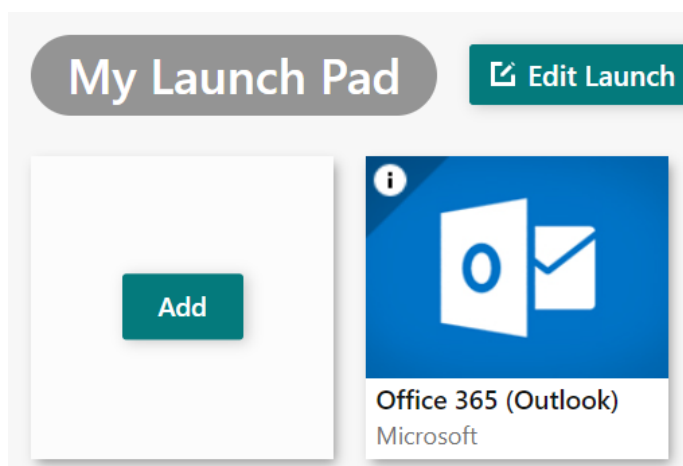 My Launch Pad
Edit Launch
Add
i
O
Office 365 (Outlook)
Microsoft